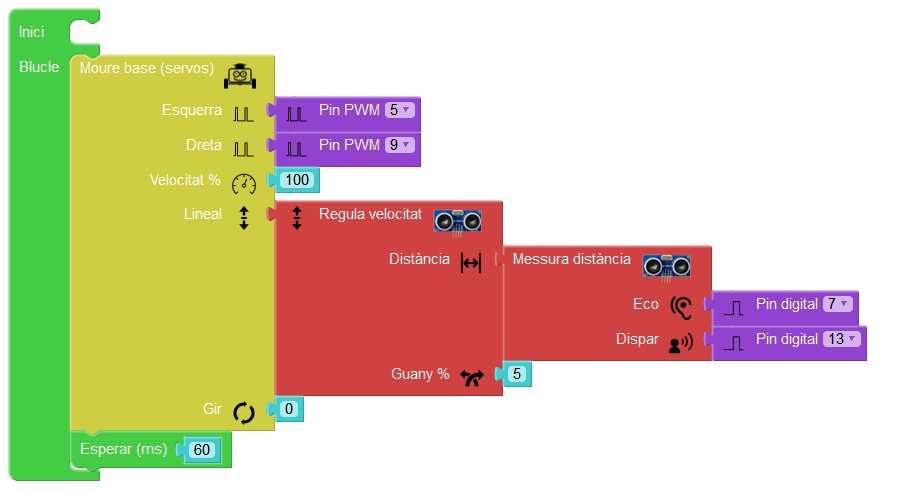 Inici
Blucle
Moure base (servos)
Esquerra
Pin PWM 5
Dreta
Pin PWM 9
Velocitat %
100
Lineal
Regula velocitat
Distància
Messura distància
Eco
Pin digital 7
Dispar
Pin digital 13
Guany %
5
Gir
0
Esperar (ms)
60